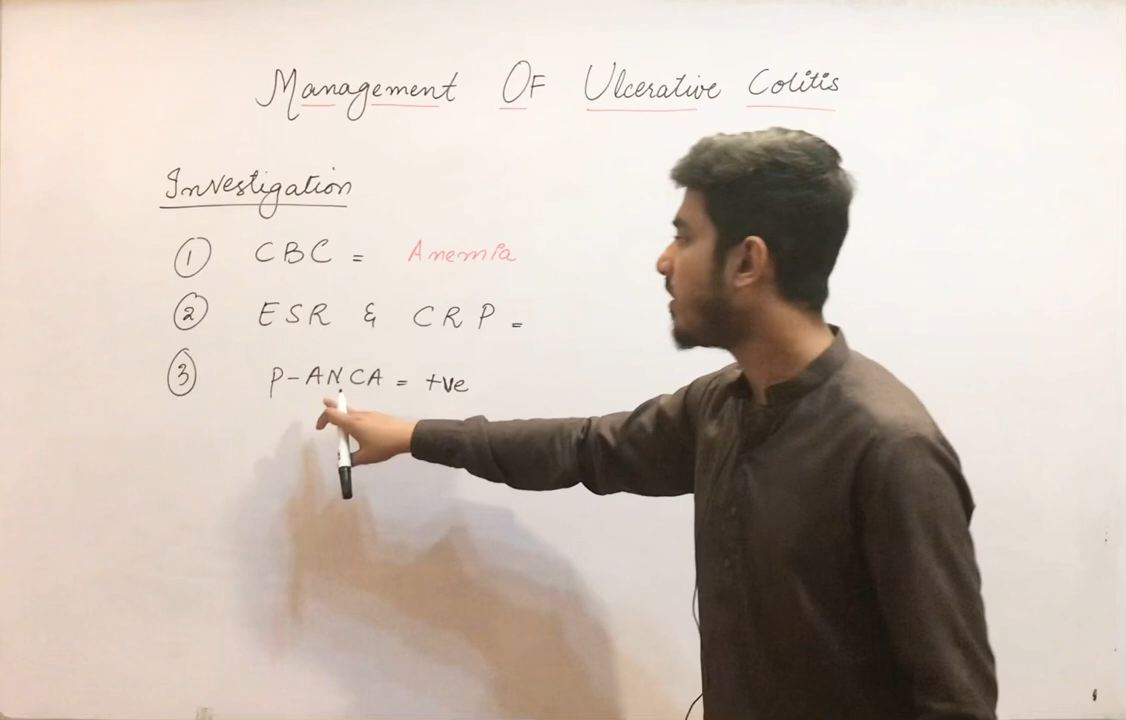 Management OF Ulcerative Colitis
Investigation
① CBC = Anemia
② ESR & CRP =
③ P-ANCA = +ve